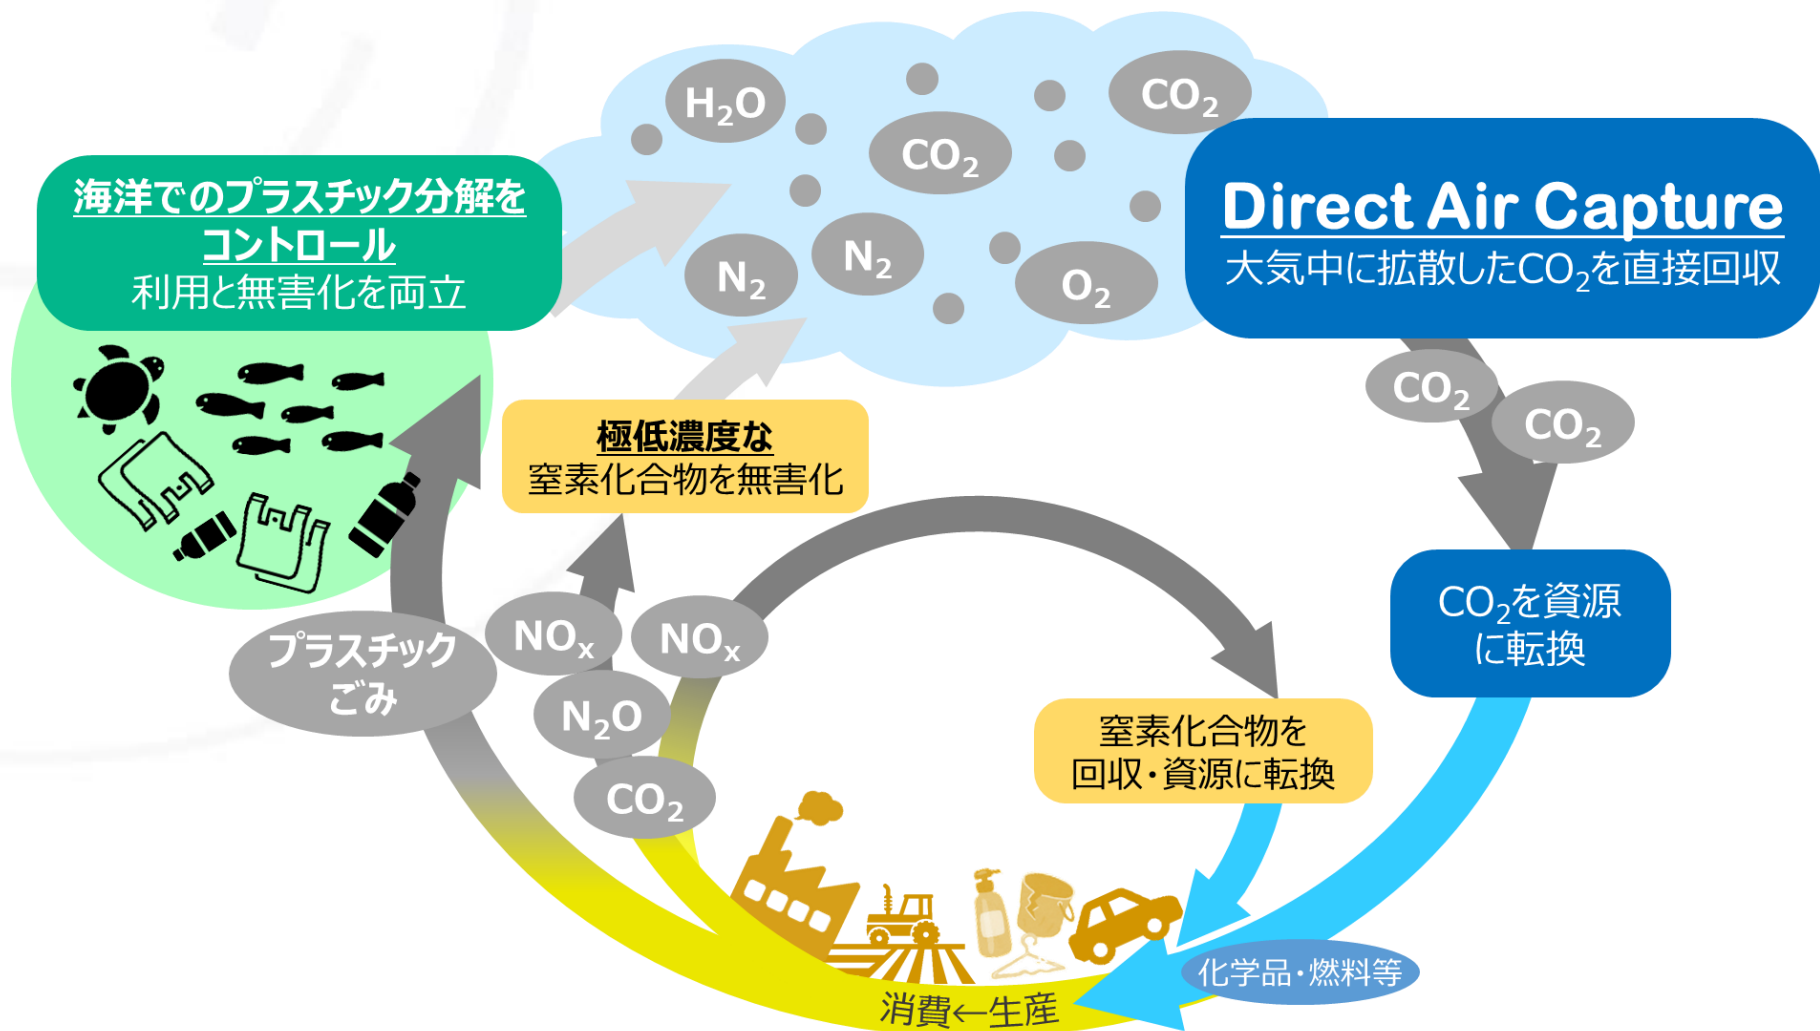 H₂O
CO₂
CO₂
N₂
N₂
O₂
海洋でのプラスチック分解を
コントロール
利用と無害化を両立
Direct Air Capture
大気中に拡散したCO₂を直接回収
CO₂
CO₂
極低濃度な
窒素化合物を無害化
CO₂を資源
に転換
プラスチック
ごみ
NOₓ
NOₓ
N₂O
CO₂
窒素化合物を
回収・資源に転換
化学品・燃料等
消費←生産